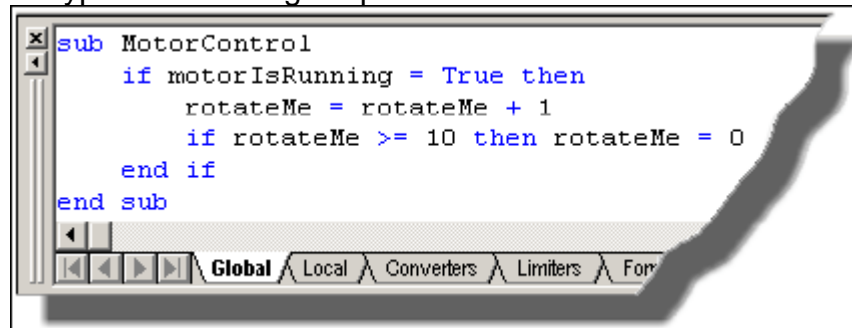 sub MotorControl
    if motorIsRunning = True then
        rotateMe = rotateMe + 1
        if rotateMe >= 10 then rotateMe = 0
    end if
end sub
Global Local Converters Limiters